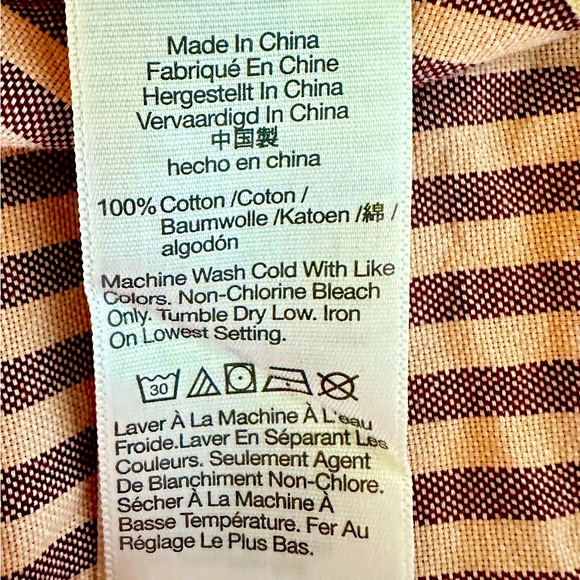 Made In China
Fabriqué En Chine
Hergestellt In China
Vervaardigd In China
中国製
hecho en china
100% Cotton /Coton /
Baumwolle /Katoen /綿 /
algodón
Machine Wash Cold With Like
Colors. Non-Chlorine Bleach
Only. Tumble Dry Low. Iron
On Lowest Setting.
30
Laver À La Machine À L'eau
Froide.Laver En Séparant Les
Couleurs. Seulement Agent
De Blanchiment Non-Chlore.
Sécher À La Machine À
Basse Température. Fer Au
Réglage Le Plus Bas.